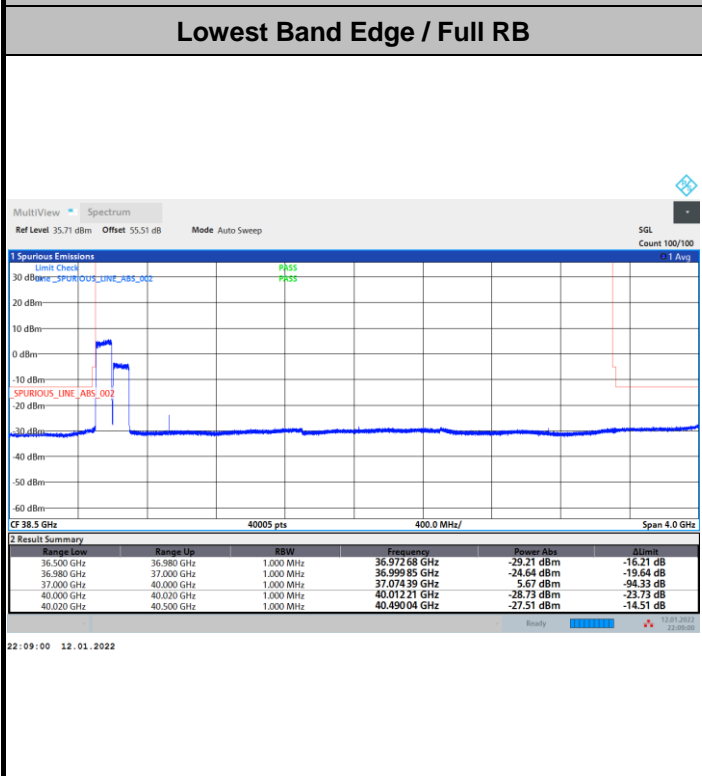 Lowest Band Edge / Full RB
MultiView Spectrum
Ref Level 35.71 dBm Offset 55.51 dB Mode Auto Sweep SGL
Count 100/100
1 Spurious Emissions 1 Avg
Limit Check PASS
30 dBm Line _SPURIOUS_LINE_ABS_002 PASS
20 dBm
10 dBm
0 dBm
-10 dBm
_SPURIOUS_LINE_ABS_002
-20 dBm
-30 dBm
-40 dBm
-50 dBm
-60 dBm
CF 38.5 GHz 40005 pts 400.0 MHz/ Span 4.0 GHz
2 Result Summary
Range Low Range Up RBW Frequency Power Abs ΔLimit
36.500 GHz 36.980 GHz 1.000 MHz 36.972 68 GHz -29.21 dBm -16.21 dB
36.980 GHz 37.000 GHz 1.000 MHz 36.999 85 GHz -24.64 dBm -19.64 dB
37.000 GHz 40.000 GHz 1.000 MHz 37.074 39 GHz 5.67 dBm -94.33 dB
40.000 GHz 40.020 GHz 1.000 MHz 40.012 21 GHz -28.73 dBm -23.73 dB
40.020 GHz 40.500 GHz 1.000 MHz 40.490 04 GHz -27.51 dBm -14.51 dB
Ready 12.01.2022
22:09:00
22:09:00 12.01.2022